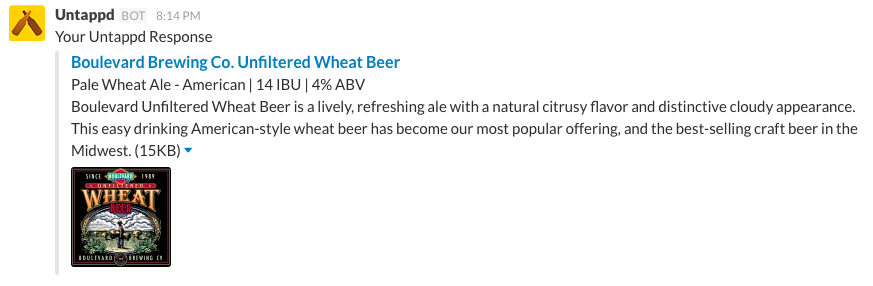 Untappd BOT 8:14 PM
Your Untappd Response
Boulevard Brewing Co. Unfiltered Wheat Beer
Pale Wheat Ale - American | 14 IBU | 4% ABV
Boulevard Unfiltered Wheat Beer is a lively, refreshing ale with a natural citrusy flavor and distinctive cloudy appearance.
This easy drinking American-style wheat beer has become our most popular offering, and the best-selling craft beer in the
Midwest. (15KB)
SINCE BOULEVARD 1989
UNFILTERED
WHEAT
BEER
BOULEVARD BREWING CO